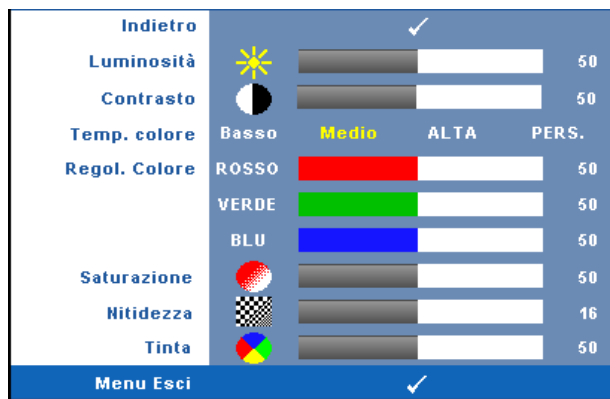 Indietro
Luminosità 50
Contrasto 50
Temp. colore Basso Medio ALTA PERS.
Regol. Colore ROSSO 50
VERDE 50
BLU 50
Saturazione 50
Nitidezza 16
Tinta 50
Menu Esci